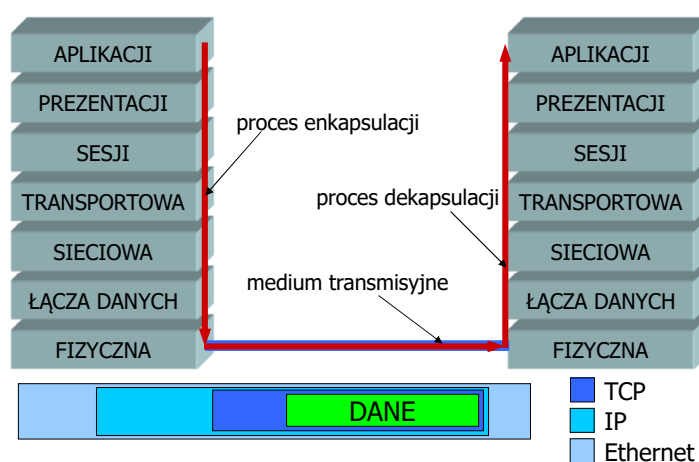 APLIKACJI
PREZENTACJI
SESJI
TRANSPORTOWA
SIECIOWA
ŁĄCZA DANYCH
FIZYCZNA
proces enkapsulacji
proces dekapsulacji
medium transmisyjne
APLIKACJI
PREZENTACJI
SESJI
TRANSPORTOWA
SIECIOWA
ŁĄCZA DANYCH
FIZYCZNA
DANE
TCP
IP
Ethernet